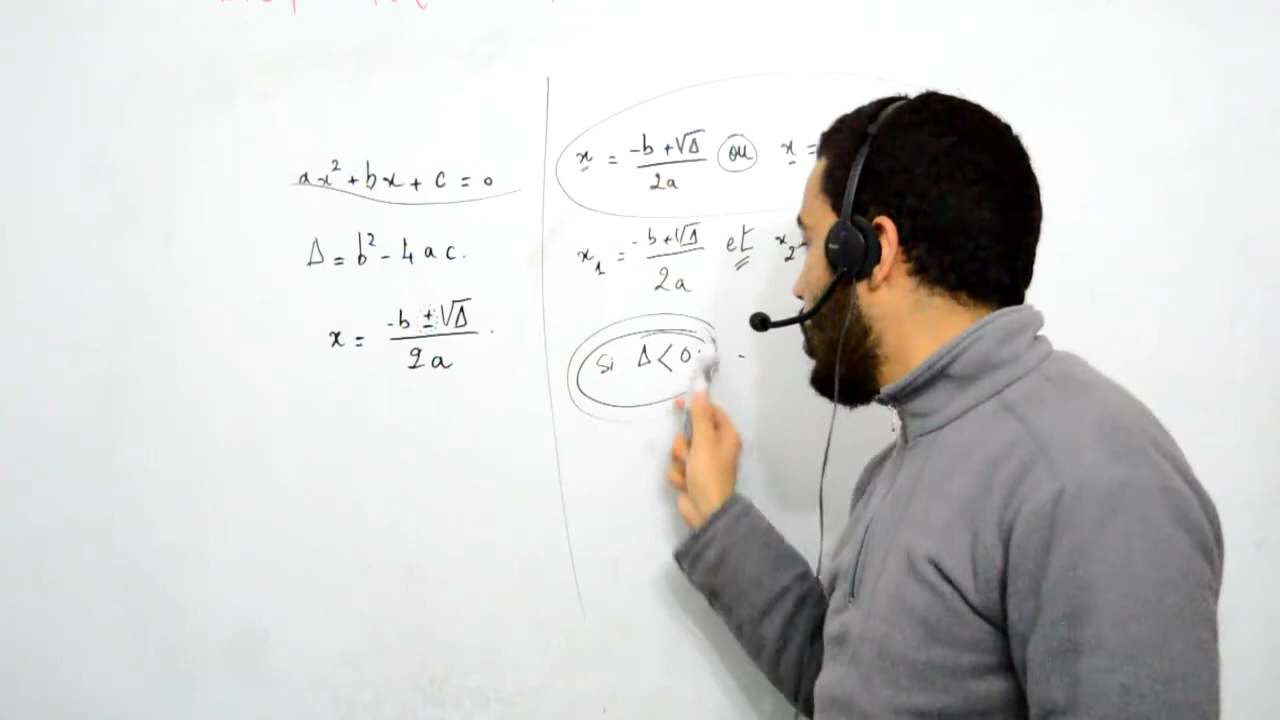 ax² + bx + c = 0
Δ = b² - 4ac.
x = (-b ± √Δ) / 2a .
x = (-b + √Δ) / 2a ou x =
x₁ = (-b + √Δ) / 2a et x₂
Si Δ < 0